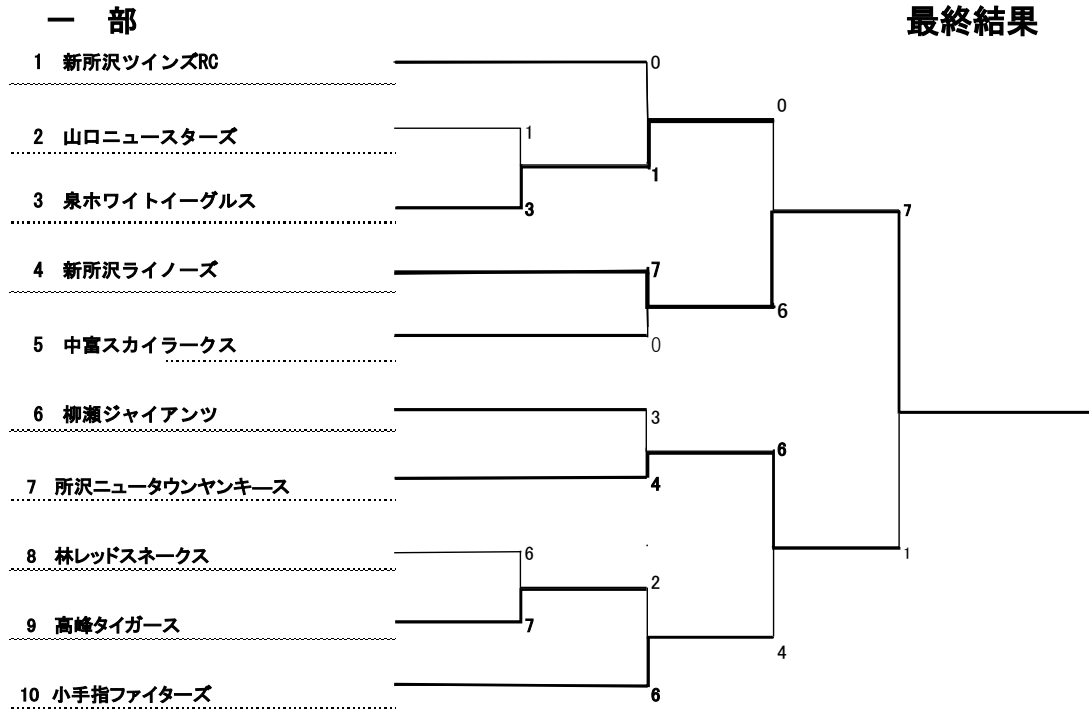 一 部
最終結果
1 新所沢ツインズRC
0
0
2 山口ニュースターズ
1
1
3 泉ホワイトイーグルス
3
7
4 新所沢ライノーズ
7
6
5 中富スカイラークス
0
6 柳瀬ジャイアンツ
3
6
7 所沢ニュータウンヤンキース
4
8 林レッドスネークス
6
1
2
9 高峰タイガース
7
4
10 小手指ファイターズ
6